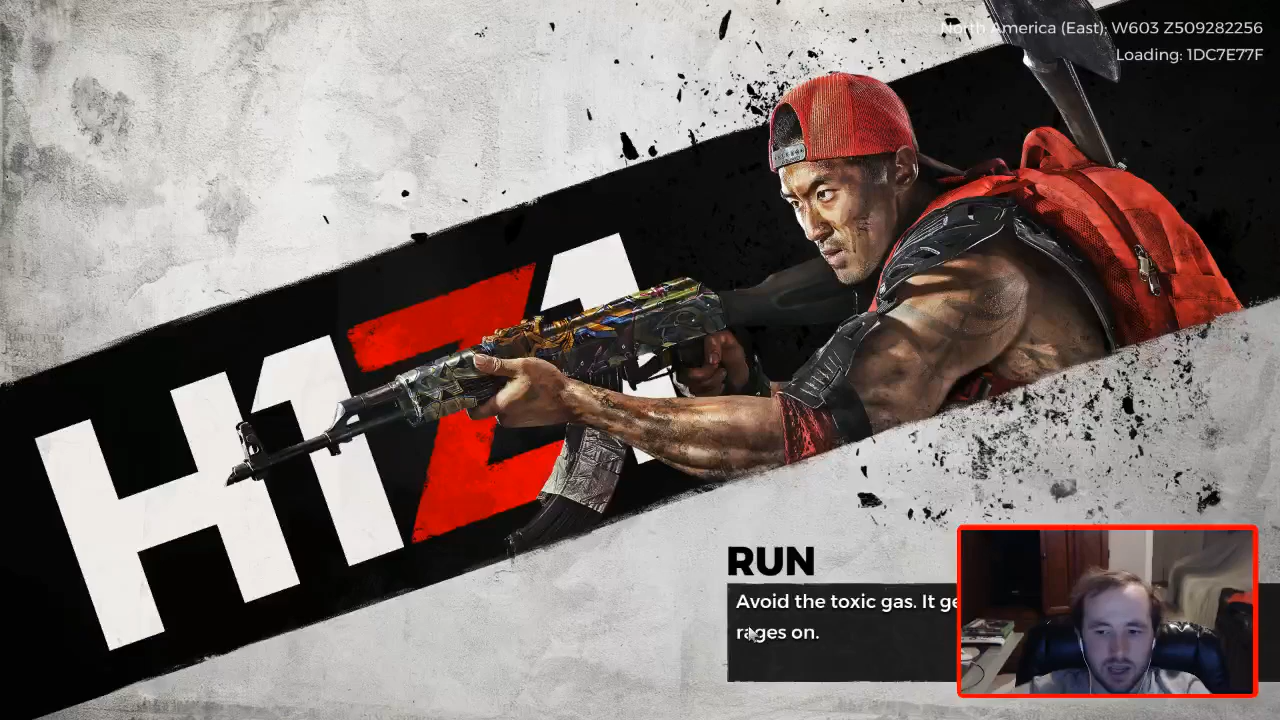 North America (East): W603 Z509282256
Loading: 1DC7E77F
H1Z1
RUN
Avoid the toxic gas. It ge
rages on.